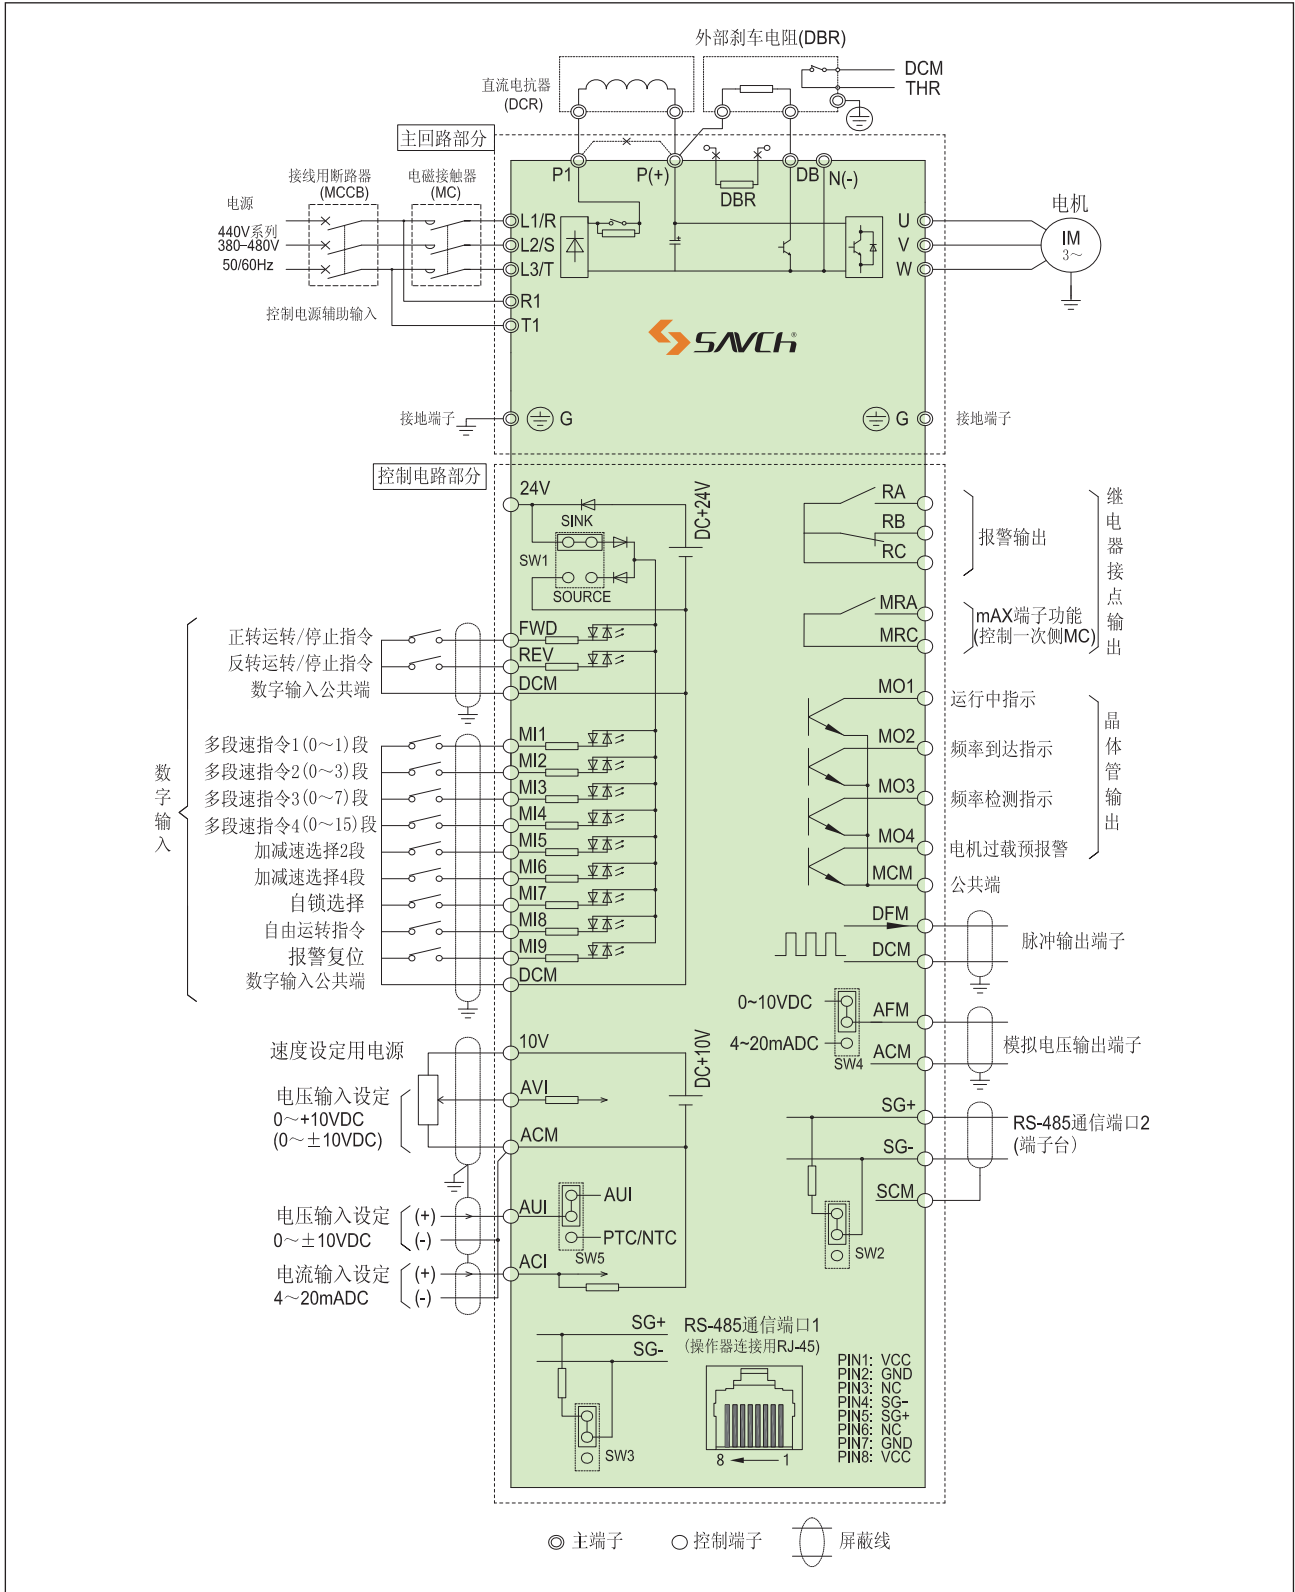 外部刹车电阻(DBR)
直流电抗器
(DCR)
DCM
THR
主回路部分
接线用断路器
(MCCB)
电磁接触器
(MC)
P1
P(+)
DBR
DB
N(-)
电源
440V系列
380-480V
50/60Hz
L1/R
L2/S
L3/T
R1
T1
控制电源辅助输入
U
V
W
电机
IM
3～
SAVCh®
接地端子
G
G
接地端子
控制电路部分
24V
SINK
SW1
SOURCE
DC+24V
RA
RB
RC
报警输出
MRA
MRC
mAX端子功能
(控制一次侧MC)
继电器接点输出
数字输入
正转运转/停止指令
FWD
反转运转/停止指令
REV
数字输入公共端
DCM
多段速指令1(0～1)段
MI1
多段速指令2(0～3)段
MI2
多段速指令3(0～7)段
MI3
多段速指令4(0～15)段
MI4
加减速选择2段
MI5
加减速选择4段
MI6
自锁选择
MI7
自由运转指令
MI8
报警复位
MI9
数字输入公共端
DCM
MO1
运行中指示
MO2
频率到达指示
MO3
频率检测指示
MO4
电机过载预报警
MCM
公共端
晶体管输出
DFM
DCM
脉冲输出端子
0~10VDC
4~20mADC
SW4
AFM
ACM
模拟电压输出端子
速度设定用电源
10V
DC+10V
电压输入设定
0～+10VDC
(0～±10VDC)
AVI
ACM
SG+
SG-
SCM
RS-485通信端口2
(端子台)
SW2
电压输入设定
0～±10VDC
(+)
(-)
AUI
AUI
PTC/NTC
SW5
电流输入设定
4～20mADC
(+)
(-)
ACI
SG+
SG-
SW3
RS-485通信端口1
(操作器连接用RJ-45)
8
1
PIN1: VCC
PIN2: GND
PIN3: NC
PIN4: SG-
PIN5: SG+
PIN6: NC
PIN7: GND
PIN8: VCC
主端子
控制端子
屏蔽线